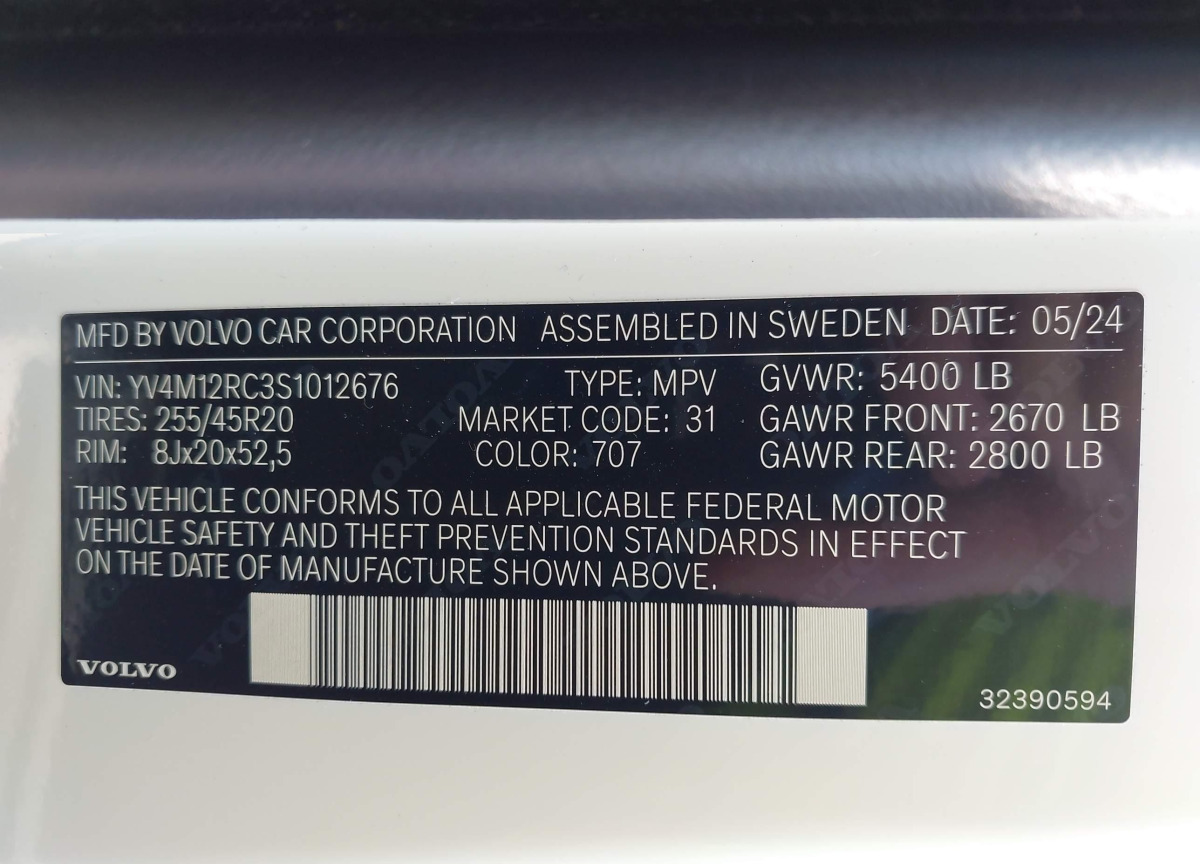 MFD BY VOLVO CAR CORPORATION ASSEMBLED IN SWEDEN DATE: 05/24
VIN: YV4M12RC3S1012676 TYPE: MPV GVWR: 5400 LB
TIRES: 255/45R20 MARKET CODE: 31 GAWR FRONT: 2670 LB
RIM: 8Jx20x52,5 COLOR: 707 GAWR REAR: 2800 LB
THIS VEHICLE CONFORMS TO ALL APPLICABLE FEDERAL MOTOR
VEHICLE SAFETY AND THEFT PREVENTION STANDARDS IN EFFECT
ON THE DATE OF MANUFACTURE SHOWN ABOVE.
VOLVO
32390594